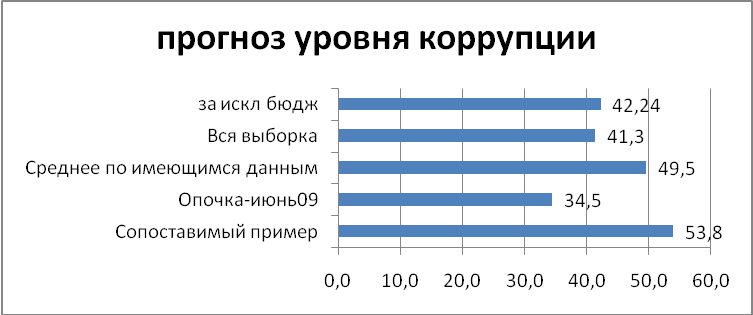 прогноз уровня коррупции
за искл бюдж 42,24
Вся выборка 41,3
Среднее по имеющимся данным 49,5
Опочка-июнь09 34,5
Сопоставимый пример 53,8
0,0 10,0 20,0 30,0 40,0 50,0 60,0